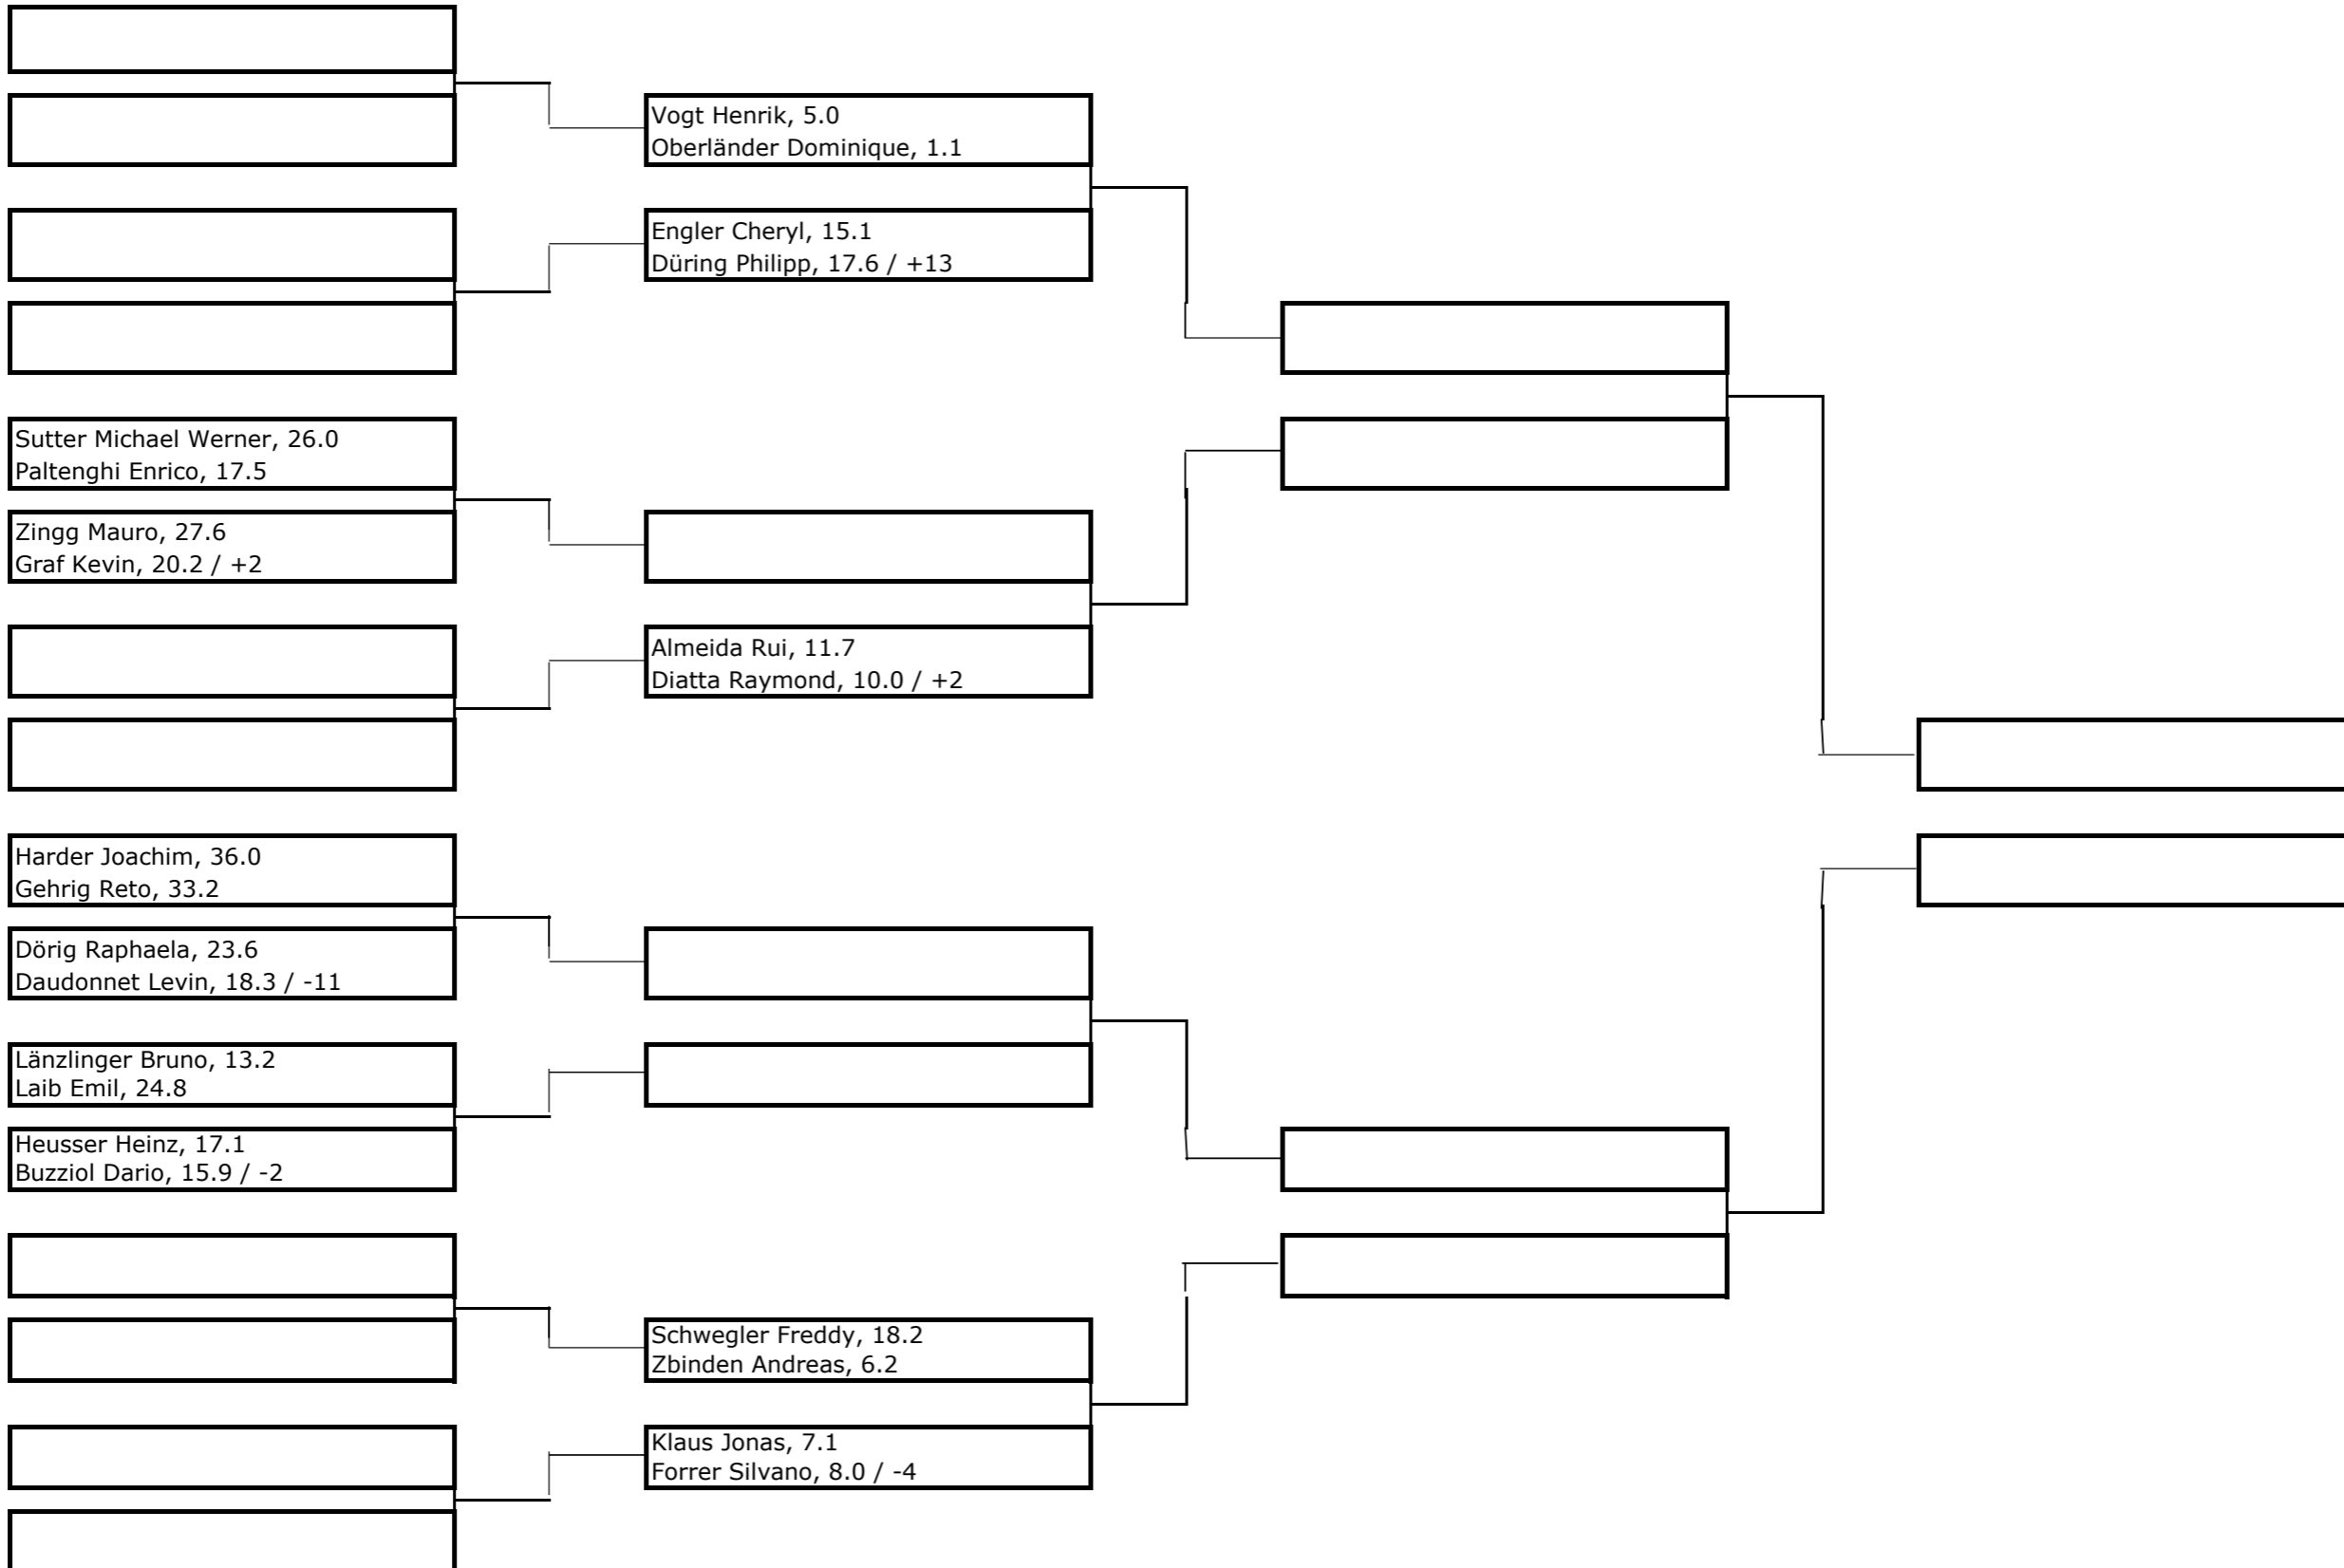 Vogt Henrik, 5.0
Oberländer Dominique, 1.1
Engler Cheryl, 15.1
Düring Philipp, 17.6 / +13
Sutter Michael Werner, 26.0
Paltenghi Enrico, 17.5
Zingg Mauro, 27.6
Graf Kevin, 20.2 / +2
Almeida Rui, 11.7
Diatta Raymond, 10.0 / +2
Harder Joachim, 36.0
Gehrig Reto, 33.2
Dörig Raphaela, 23.6
Daudonnet Levin, 18.3 / -11
Länzlinger Bruno, 13.2
Laib Emil, 24.8
Heusser Heinz, 17.1
Buzziol Dario, 15.9 / -2
Schwegler Freddy, 18.2
Zbinden Andreas, 6.2
Klaus Jonas, 7.1
Forrer Silvano, 8.0 / -4